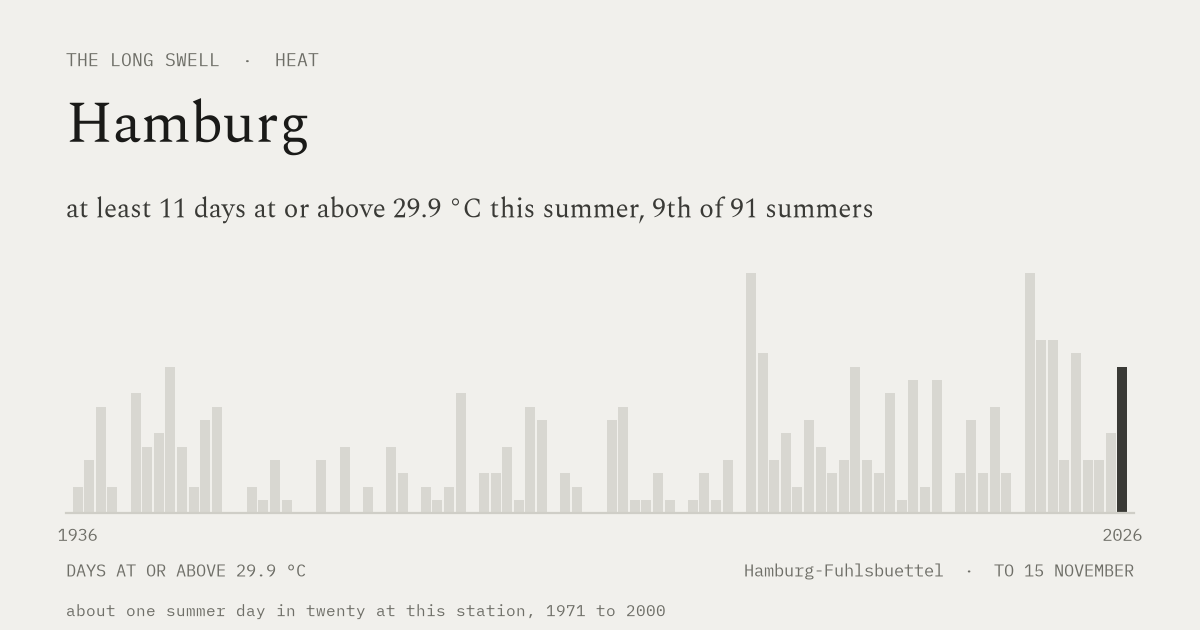 THE LONG SWELL · HEAT
Hamburg
at least 11 days at or above 29.9 °C this summer, 9th of 91 summers
1936 2026
DAYS AT OR ABOVE 29.9 °C Hamburg-Fuhlsbuettel · TO 15 NOVEMBER
about one summer day in twenty at this station, 1971 to 2000